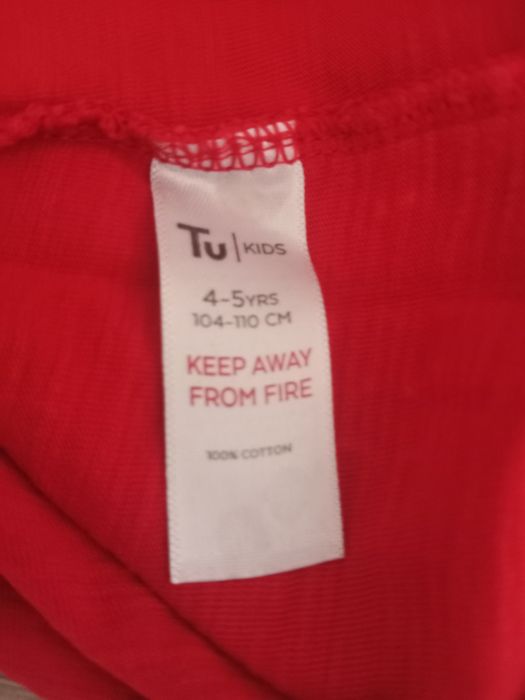 Tu | KIDS
4-5YRS
104-110 CM
KEEP AWAY
FROM FIRE
100% COTTON